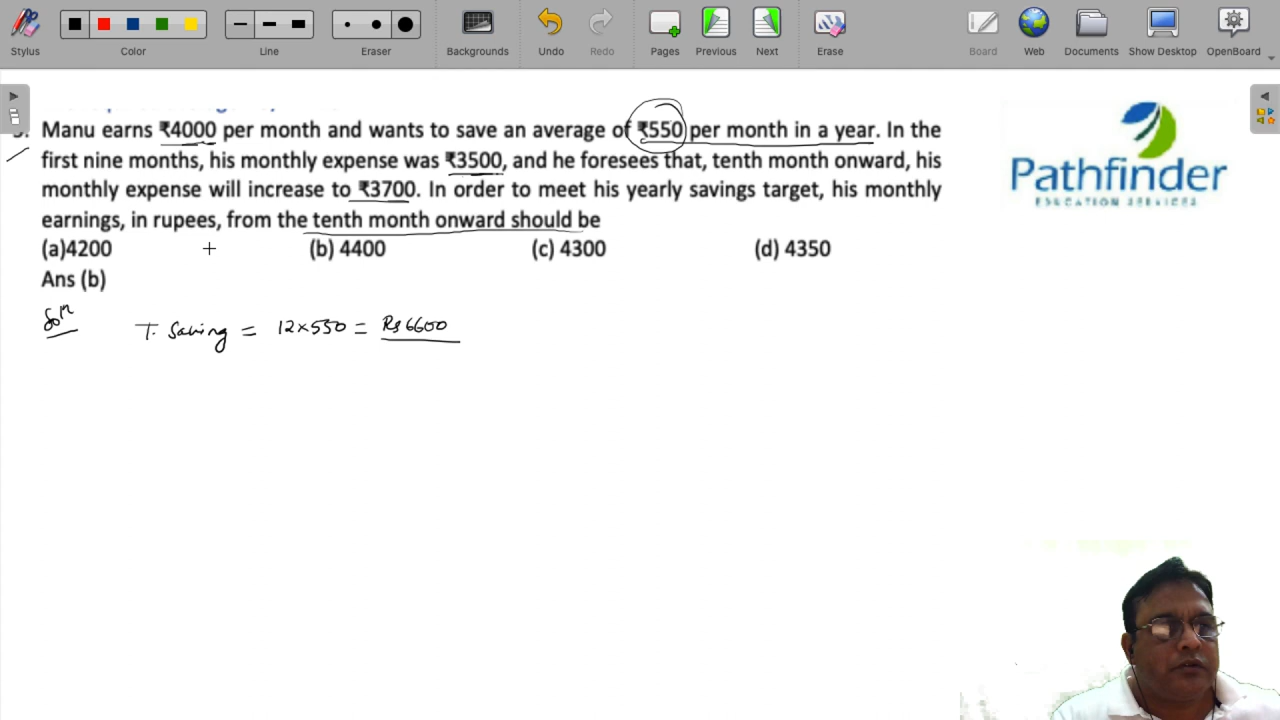 Stylus Color Line Eraser Backgrounds Undo Redo Pages Previous Next Erase Board Web Documents Show Desktop OpenBoard
Manu earns ₹4000 per month and wants to save an average of ₹550 per month in a year. In the
first nine months, his monthly expense was ₹3500, and he foresees that, tenth month onward, his
monthly expense will increase to ₹3700. In order to meet his yearly savings target, his monthly
earnings, in rupees, from the tenth month onward should be
(a)4200 (b) 4400 (c) 4300 (d) 4350
Ans (b)
Soln T. Saving = 12×550 = Rs 6600
Pathfinder
EDUCATION SERVICES